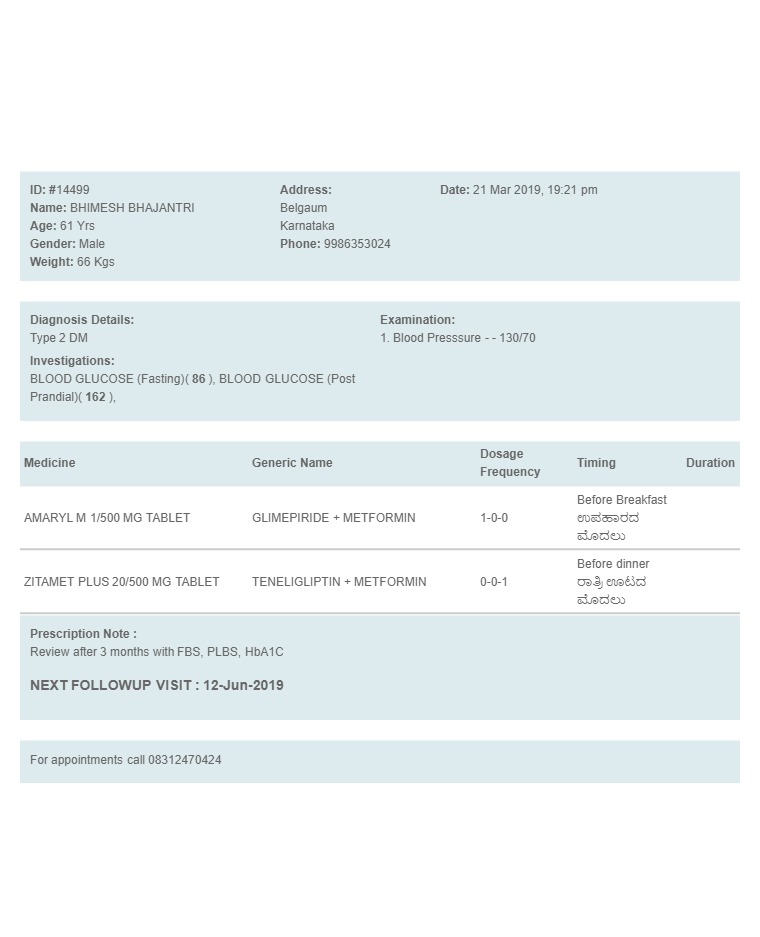 ID: #14499
Name: BHIMESH BHAJANTRI
Age: 61 Yrs
Gender: Male
Weight: 66 Kgs
Address:
Belgaum
Karnataka
Phone: 9986353024
Date: 21 Mar 2019, 19:21 pm
Diagnosis Details:
Type 2 DM
Investigations:
BLOOD GLUCOSE (Fasting)( 86 ), BLOOD GLUCOSE (Post
Prandial)( 162 ),
Examination:
1. Blood Presssure - - 130/70
Medicine Generic Name Dosage Frequency Timing Duration
AMARYL M 1/500 MG TABLET GLIMEPIRIDE + METFORMIN 1-0-0 Before Breakfast
ಉಪಹಾರದ
ಮೊದಲು
ZITAMET PLUS 20/500 MG TABLET TENELIGLIPTIN + METFORMIN 0-0-1 Before dinner
ರಾತ್ರಿ ಊಟದ
ಮೊದಲು
Prescription Note :
Review after 3 months with FBS, PLBS, HbA1C
NEXT FOLLOWUP VISIT : 12-Jun-2019
For appointments call 08312470424